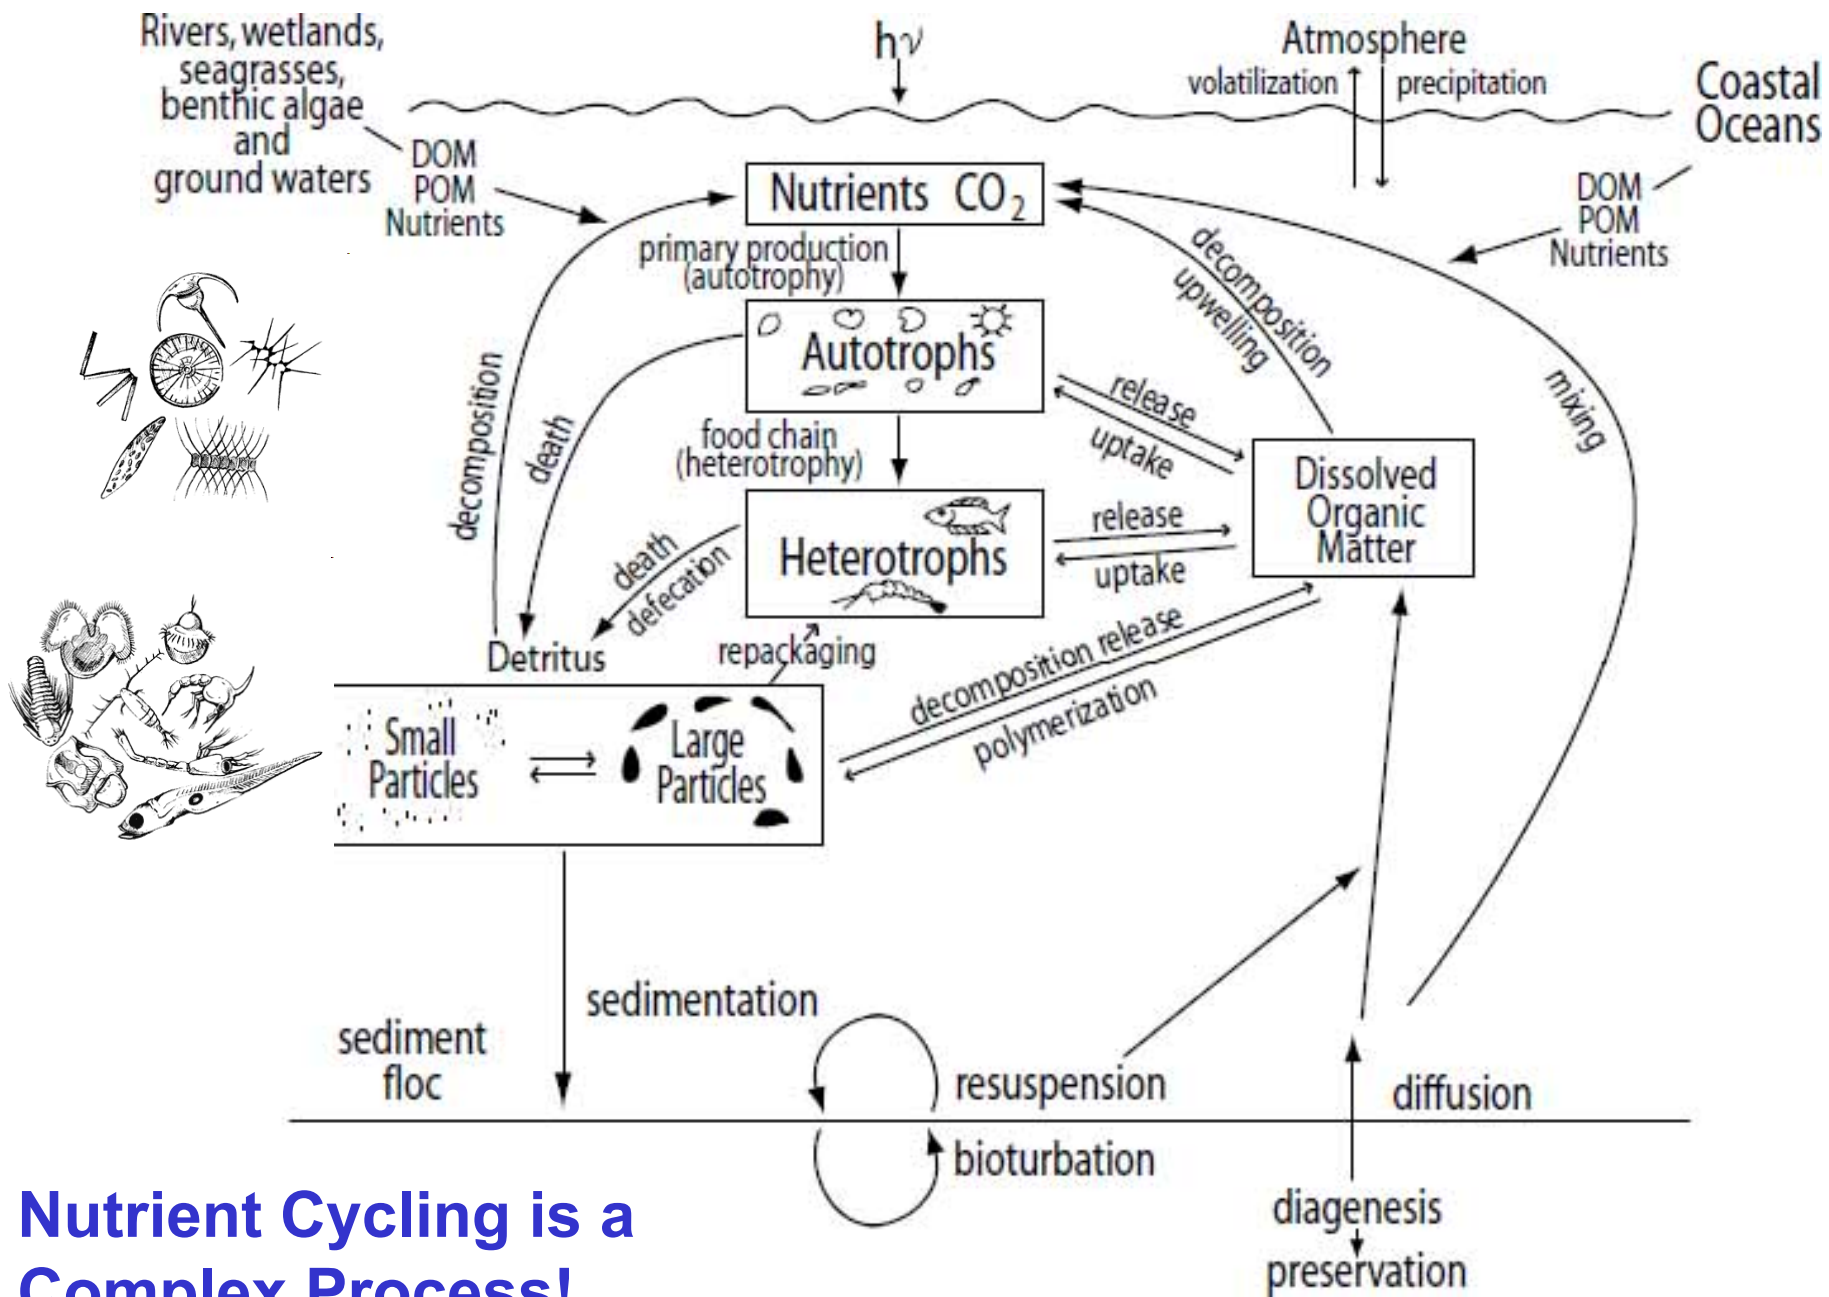 Rivers, wetlands,
seagrasses,
benthic algae
and
ground waters
DOM
POM
Nutrients
hν
Atmosphere
volatilization
precipitation
Coastal
Oceans
DOM
POM
Nutrients
Nutrients CO₂
primary production
(autotrophy)
Autotrophs
food chain
(heterotrophy)
Heterotrophs
decomposition
death
death
defecation
Detritus
repackaging
Small
Particles
Large
Particles
release
uptake
release
uptake
decomposition
upwelling
mixing
Dissolved
Organic
Matter
decomposition release
polymerization
sedimentation
sediment
floc
resuspension
bioturbation
diffusion
diagenesis
preservation
Nutrient Cycling is a
Complex Process!